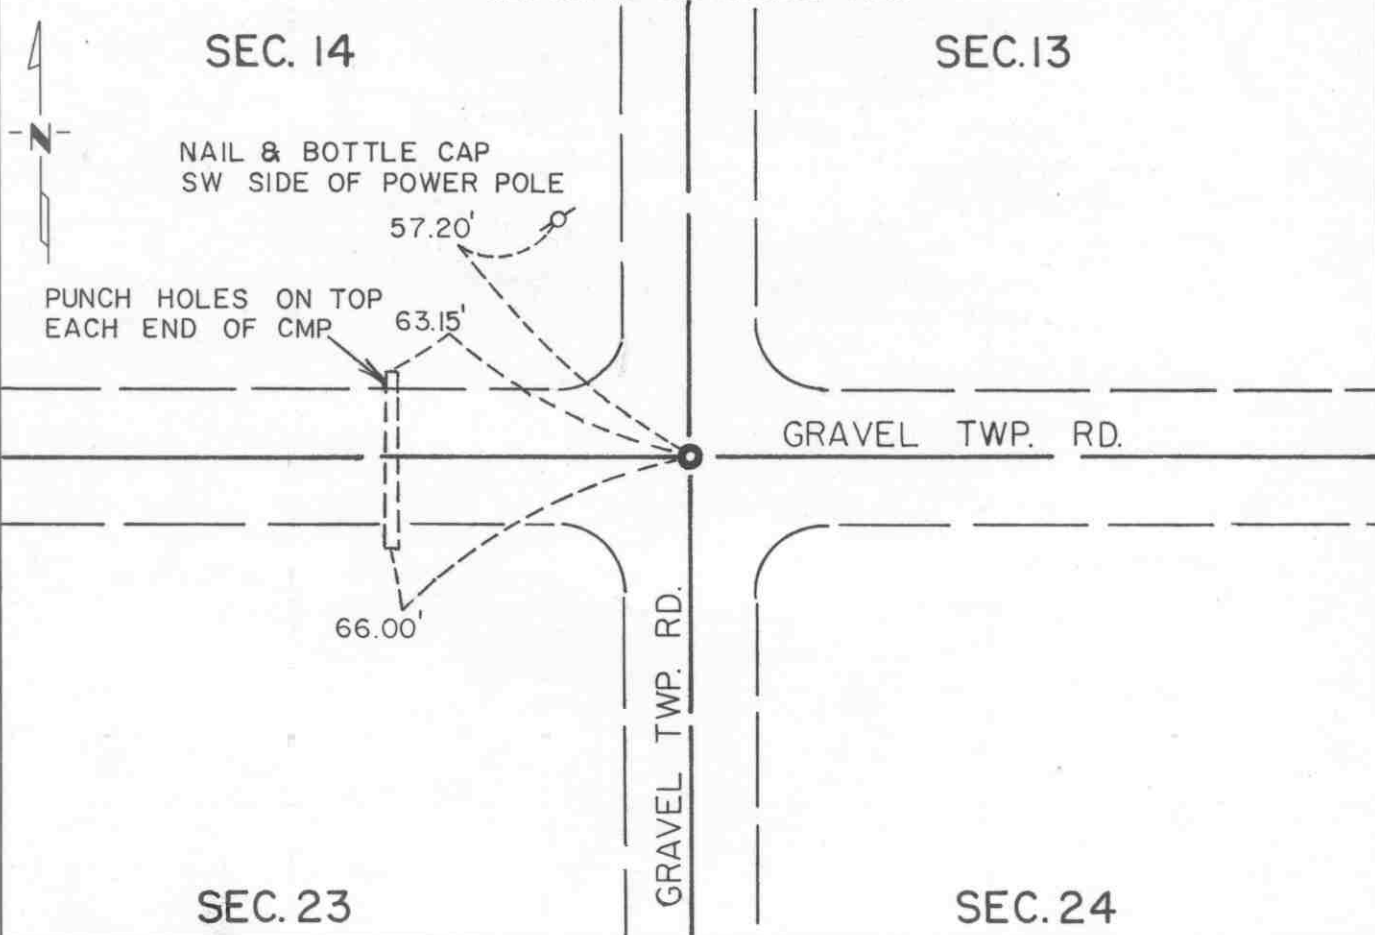 SEC. 14
SEC. 13
N
NAIL & BOTTLE CAP
SW SIDE OF POWER POLE
57.20'
PUNCH HOLES ON TOP
EACH END OF CMP
63.15'
GRAVEL TWP. RD.
66.00'
GRAVEL TWP. RD.
SEC. 23
SEC. 24